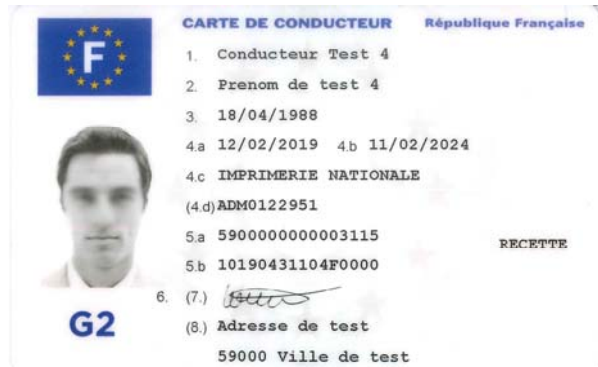 CARTE DE CONDUCTEUR République Française
F
1. Conducteur Test 4
2. Prenom de test 4
3. 18/04/1988
4.a 12/02/2019 4.b 11/02/2024
4.c IMPRIMERIE NATIONALE
(4.d) ADM0122951
5.a 5900000000003115
RECETTE
5.b 10190431104F0000
6. (7.)
G2
(8.) Adresse de test
59000 Ville de test